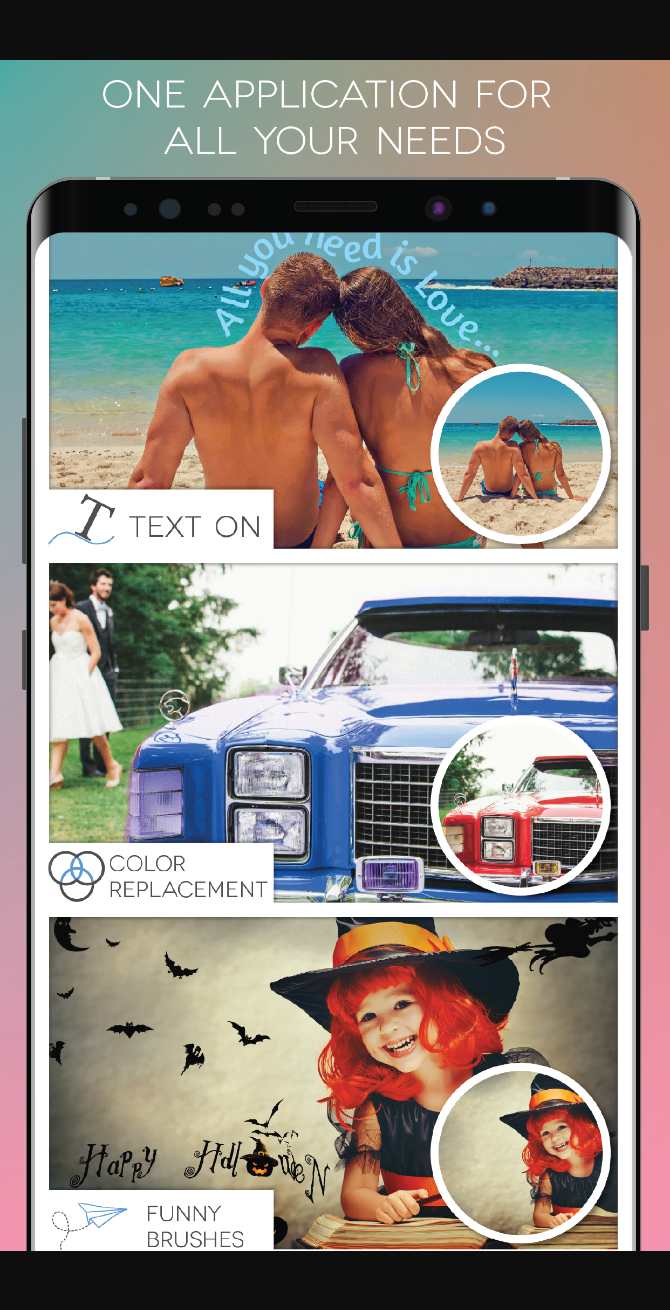 ONE APPLICATION FOR
ALL YOUR NEEDS
All you need is Love...
TEXT ON
COLOR
REPLACEMENT
Happy Halloween
FUNNY
BRUSHES